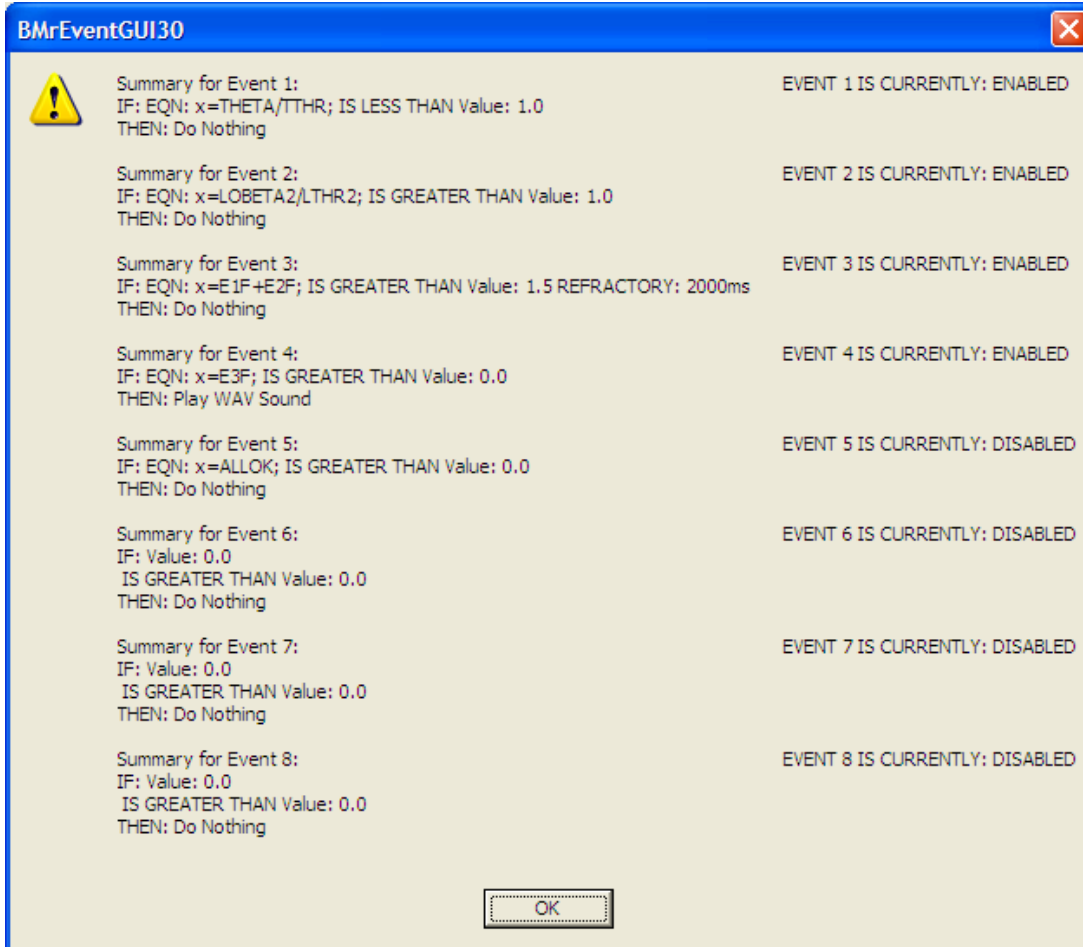 BMrEventGUI30
Summary for Event 1: EVENT 1 IS CURRENTLY: ENABLED
IF: EQN: x=THETA/TTHR; IS LESS THAN Value: 1.0
THEN: Do Nothing
Summary for Event 2: EVENT 2 IS CURRENTLY: ENABLED
IF: EQN: x=LOBETA2/LTHR2; IS GREATER THAN Value: 1.0
THEN: Do Nothing
Summary for Event 3: EVENT 3 IS CURRENTLY: ENABLED
IF: EQN: x=E1F+E2F; IS GREATER THAN Value: 1.5 REFRACTORY: 2000ms
THEN: Do Nothing
Summary for Event 4: EVENT 4 IS CURRENTLY: ENABLED
IF: EQN: x=E3F; IS GREATER THAN Value: 0.0
THEN: Play WAV Sound
Summary for Event 5: EVENT 5 IS CURRENTLY: DISABLED
IF: EQN: x=ALLOK; IS GREATER THAN Value: 0.0
THEN: Do Nothing
Summary for Event 6: EVENT 6 IS CURRENTLY: DISABLED
IF: Value: 0.0
IS GREATER THAN Value: 0.0
THEN: Do Nothing
Summary for Event 7: EVENT 7 IS CURRENTLY: DISABLED
IF: Value: 0.0
IS GREATER THAN Value: 0.0
THEN: Do Nothing
Summary for Event 8: EVENT 8 IS CURRENTLY: DISABLED
IF: Value: 0.0
IS GREATER THAN Value: 0.0
THEN: Do Nothing
OK